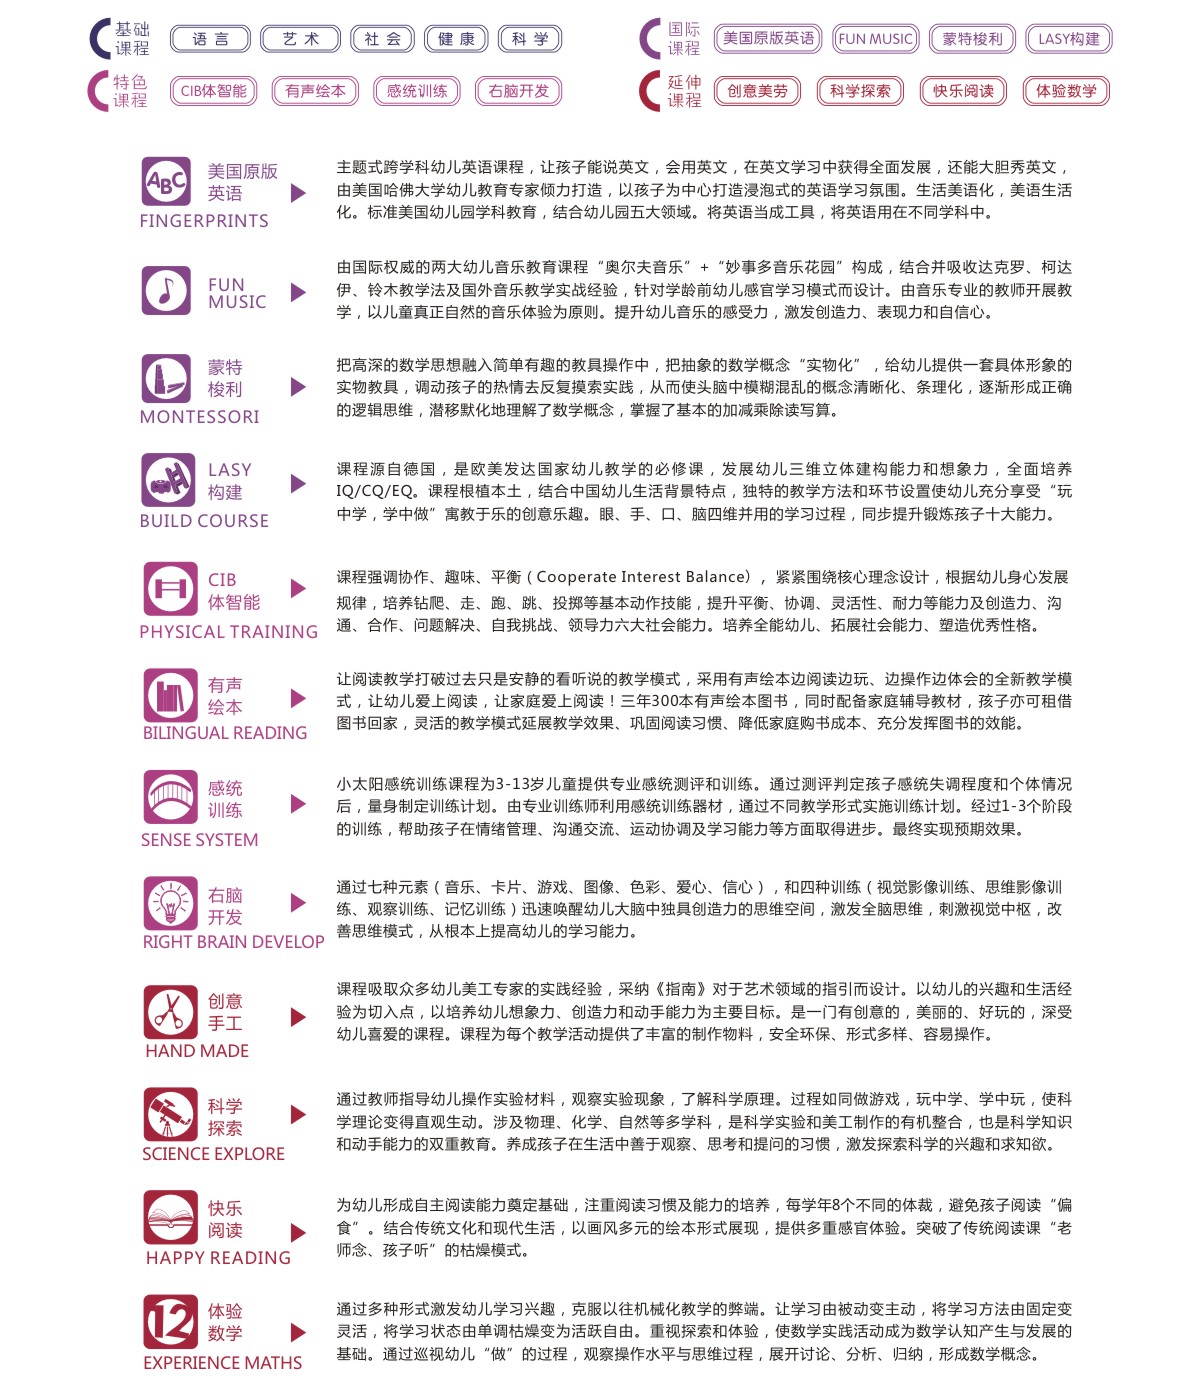 基础
课程
语 言
艺 术
社 会
健 康
科 学
国际
课程
美国原版英语
FUN MUSIC
蒙特梭利
LASY构建
特色
课程
CIB体智能
有声绘本
感统训练
右脑开发
延伸
课程
创意美劳
科学探索
快乐阅读
体验数学
ABC
美国原版
英语
FINGERPRINTS
主题式跨学科幼儿英语课程，让孩子能说英文，会用英文，在英文学习中获得全面发展，还能大胆秀英文，
由美国哈佛大学幼儿教育专家倾力打造，以孩子为中心打造浸泡式的英语学习氛围。生活美语化，美语生活
化。标准美国幼儿园学科教育，结合幼儿园五大领域。将英语当成工具，将英语用在不同学科中。
FUN
MUSIC
由国际权威的两大幼儿音乐教育课程“奥尔夫音乐”+“妙事多音乐花园”构成，结合并吸收达克罗、柯达
伊、铃木教学法及国外音乐教学实战经验，针对学龄前幼儿感官学习模式而设计。由音乐专业的教师开展教
学，以儿童真正自然的音乐体验为原则。提升幼儿音乐的感受力，激发创造力、表现力和自信心。
蒙特
梭利
MONTESSORI
把高深的数学思想融入简单有趣的教具操作中，把抽象的数学概念“实物化”，给幼儿提供一套具体形象的
实物教具，调动孩子的热情去反复摸索实践，从而使头脑中模糊混乱的概念清晰化、条理化，逐渐形成正确
的逻辑思维，潜移默化地理解了数学概念，掌握了基本的加减乘除读写算。
LASY
构建
BUILD COURSE
课程源自德国，是欧美发达国家幼儿教学的必修课，发展幼儿三维立体建构能力和想象力，全面培养
IQ/CQ/EQ。课程根植本土，结合中国幼儿生活背景特点，独特的教学方法和环节设置使幼儿充分享受“玩
中学，学中做”寓教于乐的创意乐趣。眼、手、口、脑四维并用的学习过程，同步提升锻炼孩子十大能力。
CIB
体智能
PHYSICAL TRAINING
课程强调协作、趣味、平衡（Cooperate Interest Balance），紧紧围绕核心理念设计，根据幼儿身心发展
规律，培养钻爬、走、跑、跳、投掷等基本动作技能，提升平衡、协调、灵活性、耐力等能力及创造力、沟
通、合作、问题解决、自我挑战、领导力六大社会能力。培养全能幼儿、拓展社会能力、塑造优秀性格。
有声
绘本
BILINGUAL READING
让阅读教学打破过去只是安静的看听说的教学模式，采用有声绘本边阅读边玩、边操作边体会的全新教学模
式，让幼儿爱上阅读，让家庭爱上阅读！三年300本有声绘本图书，同时配备家庭辅导教材，孩子亦可租借
图书回家，灵活的教学模式延展教学效果、巩固阅读习惯、降低家庭购书成本、充分发挥图书的效能。
感统
训练
SENSE SYSTEM
小太阳感统训练课程为3-13岁儿童提供专业感统测评和训练。通过测评判定孩子感统失调程度和个体情况
后，量身制定训练计划。由专业训练师利用感统训练器材，通过不同教学形式实施训练计划。经过1-3个阶段
的训练，帮助孩子在情绪管理、沟通交流、运动协调及学习能力等方面取得进步。最终实现预期效果。
右脑
开发
RIGHT BRAIN DEVELOP
通过七种元素（音乐、卡片、游戏、图像、色彩、爱心、信心），和四种训练（视觉影像训练、思维影像训
练、观察训练、记忆训练）迅速唤醒幼儿大脑中独具创造力的思维空间，激发全脑思维，刺激视觉中枢，改
善思维模式，从根本上提高幼儿的学习能力。
创意
手工
HAND MADE
课程吸取众多幼儿美工专家的实践经验，采纳《指南》对于艺术领域的指引而设计。以幼儿的兴趣和生活经
验为切入点，以培养幼儿想象力、创造力和动手能力为主要目标。是一门有创意的，美丽的、好玩的，深受
幼儿喜爱的课程。课程为每个教学活动提供了丰富的制作物料，安全环保、形式多样、容易操作。
科学
探索
SCIENCE EXPLORE
通过教师指导幼儿操作实验材料，观察实验现象，了解科学原理。过程如同做游戏，玩中学、学中玩，使科
学理论变得直观生动。涉及物理、化学、自然等多学科，是科学实验和美工制作的有机整合，也是科学知识
和动手能力的双重教育。养成孩子在生活中善于观察、思考和提问的习惯，激发探索科学的兴趣和求知欲。
快乐
阅读
HAPPY READING
为幼儿形成自主阅读能力奠定基础，注重阅读习惯及能力的培养，每学年8个不同的体裁，避免孩子阅读“偏
食”。结合传统文化和现代生活，以画风多元的绘本形式展现，提供多重感官体验。突破了传统阅读课“老
师念、孩子听”的枯燥模式。
12
体验
数学
EXPERIENCE MATHS
通过多种形式激发幼儿学习兴趣，克服以往机械化教学的弊端。让学习由被动变主动，将学习方法由固定变
灵活，将学习状态由单调枯燥变为活跃自由。重视探索和体验，使数学实践活动成为数学认知产生与发展的
基础。通过巡视幼儿“做”的过程，观察操作水平与思维过程，展开讨论、分析、归纳，形成数学概念。